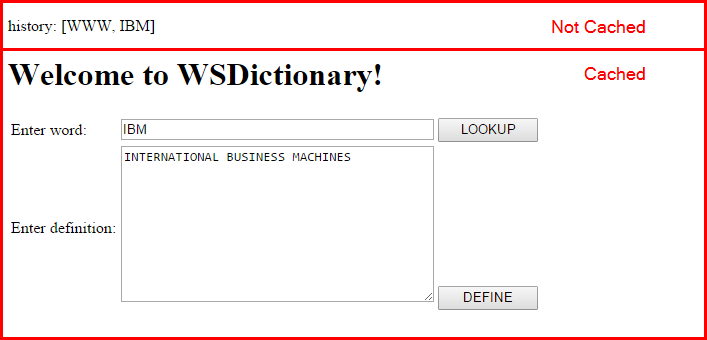 history: [WWW, IBM] Not Cached
Welcome to WSDictionary! Cached
Enter word: IBM LOOKUP
INTERNATIONAL BUSINESS MACHINES
Enter definition:
DEFINE